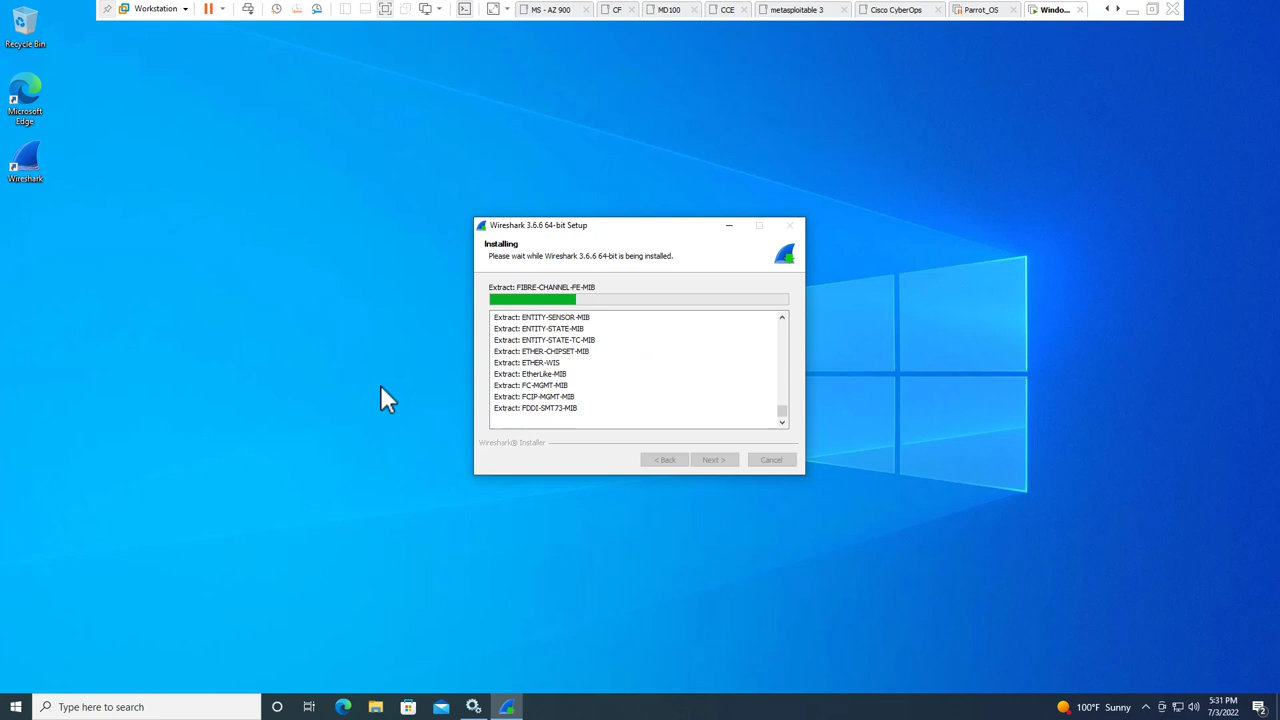 Workstation
MS - AZ 900
CF
MD100
CCE
metasploitable 3
Cisco CyberOps
Parrot_OS
Windo...
Recycle Bin
Microsoft
Edge
Wireshark
Wireshark 3.6.6 64-bit Setup
Installing
Please wait while Wireshark 3.6.6 64-bit is being installed.
Extract: FIBRE-CHANNEL-FE-MIB
Extract: ENTITY-SENSOR-MIB
Extract: ENTITY-STATE-MIB
Extract: ENTITY-STATE-TC-MIB
Extract: ETHER-CHIPSET-MIB
Extract: ETHER-WIS
Extract: EtherLike-MIB
Extract: FC-MGMT-MIB
Extract: FCIP-MGMT-MIB
Extract: FDDI-SMT73-MIB
Wireshark® Installer
< Back
Next >
Cancel
Type here to search
100°F Sunny
5:31 PM
7/3/2022
2